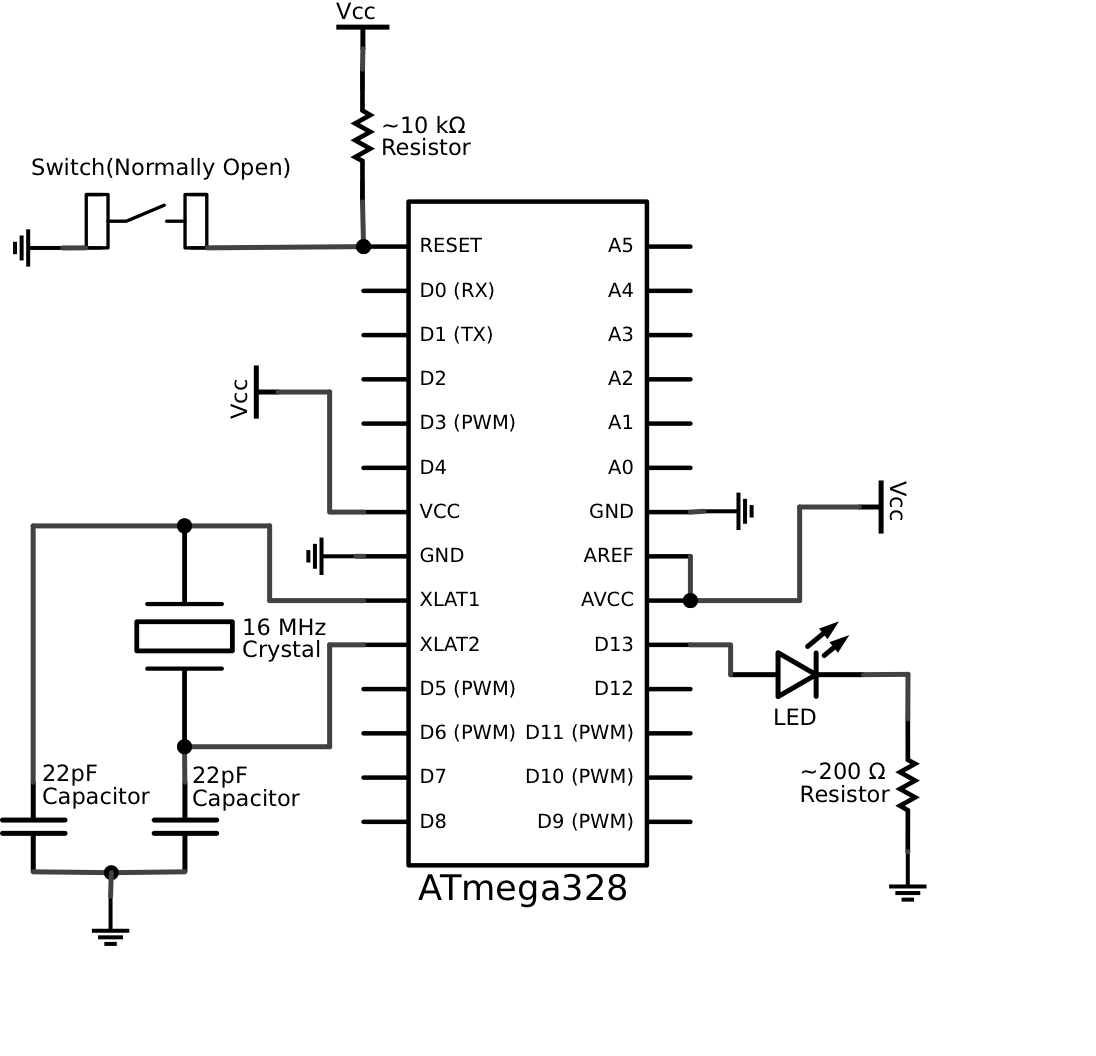 Vcc
~10 kΩ
Resistor
Switch(Normally Open)
RESET
D0 (RX)
D1 (TX)
D2
D3 (PWM)
D4
VCC
GND
XLAT1
XLAT2
D5 (PWM)
D6 (PWM)
D7
D8
A5
A4
A3
A2
A1
A0
GND
AREF
AVCC
D13
D12
D11 (PWM)
D10 (PWM)
D9 (PWM)
ATmega328
Vcc
16 MHz
Crystal
22pF
Capacitor
22pF
Capacitor
Vcc
LED
~200 Ω
Resistor